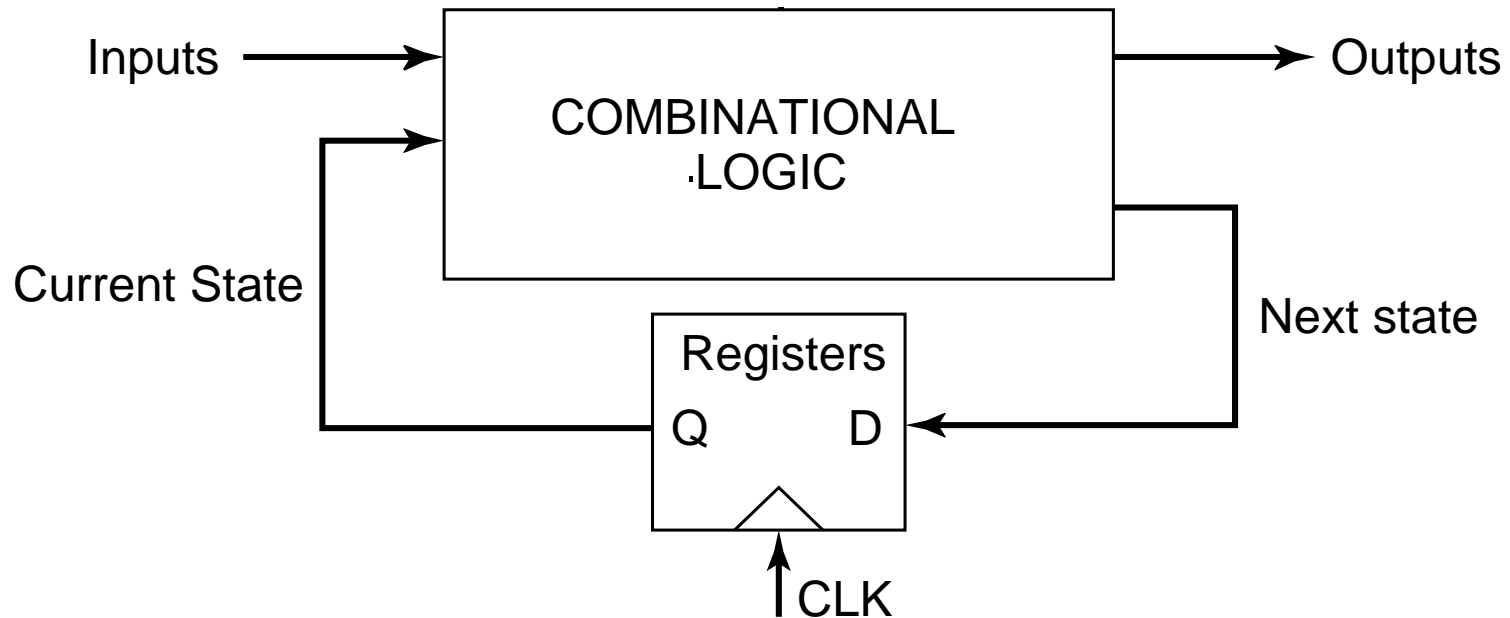 Inputs
Outputs
COMBINATIONAL
LOGIC
Current State
Next state
Registers
Q D
CLK